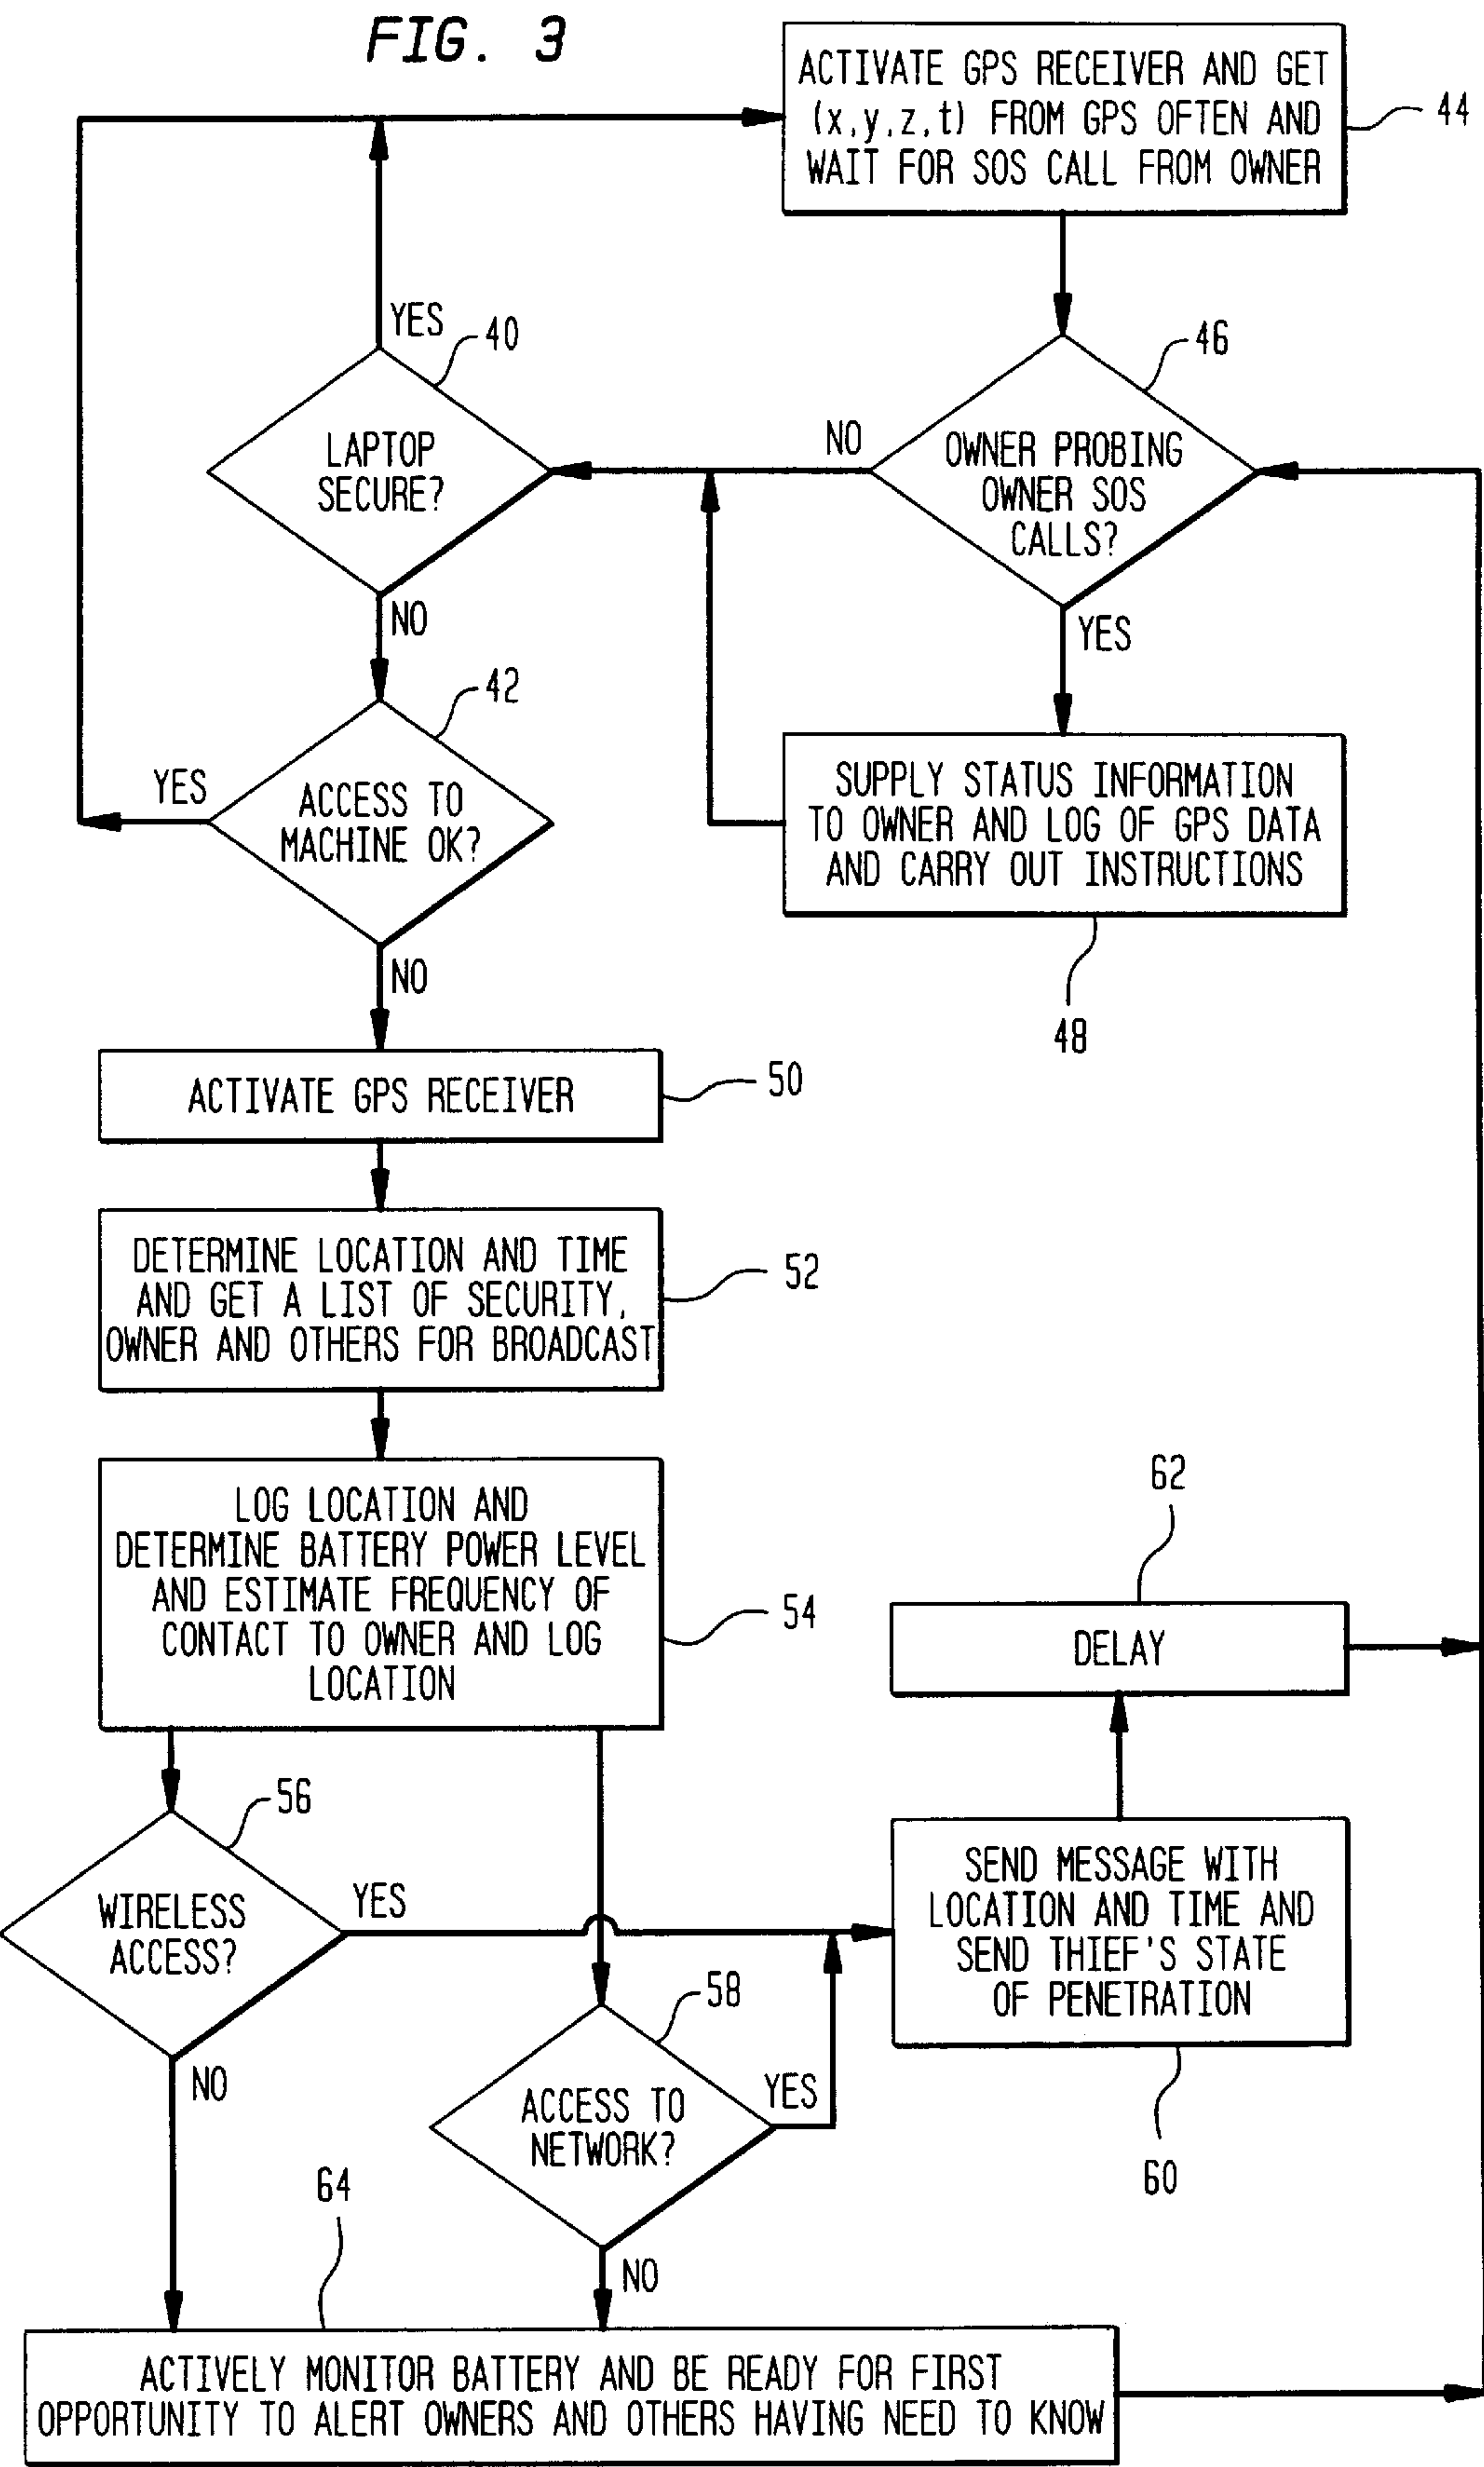 FIG. 3
ACTIVATE GPS RECEIVER AND GET
(x,y,z,t) FROM GPS OFTEN AND
WAIT FOR SOS CALL FROM OWNER
44
YES
40
LAPTOP
SECURE?
NO
46
NO
OWNER PROBING
OWNER SOS
CALLS?
YES
42
YES
ACCESS TO
MACHINE OK?
NO
SUPPLY STATUS INFORMATION
TO OWNER AND LOG OF GPS DATA
AND CARRY OUT INSTRUCTIONS
48
ACTIVATE GPS RECEIVER
50
DETERMINE LOCATION AND TIME
AND GET A LIST OF SECURITY,
OWNER AND OTHERS FOR BROADCAST
52
LOG LOCATION AND
DETERMINE BATTERY POWER LEVEL
AND ESTIMATE FREQUENCY OF
CONTACT TO OWNER AND LOG
LOCATION
54
62
DELAY
56
WIRELESS
ACCESS?
YES
NO
SEND MESSAGE WITH
LOCATION AND TIME AND
SEND THIEF'S STATE
OF PENETRATION
60
58
ACCESS TO
NETWORK?
YES
NO
64
ACTIVELY MONITOR BATTERY AND BE READY FOR FIRST
OPPORTUNITY TO ALERT OWNERS AND OTHERS HAVING NEED TO KNOW